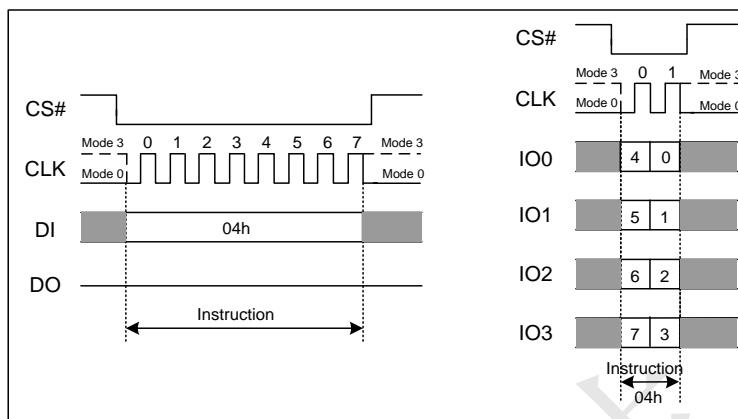 CS#
Mode 3 0 1 2 3 4 5 6 7 Mode 3
CLK
Mode 0 Mode 0
DI 04h
DO
Instruction
CS#
Mode 3 0 1 Mode 3
CLK
Mode 0 Mode 0
IO0 4 0
IO1 5 1
IO2 6 2
IO3 7 3
Instruction
04h